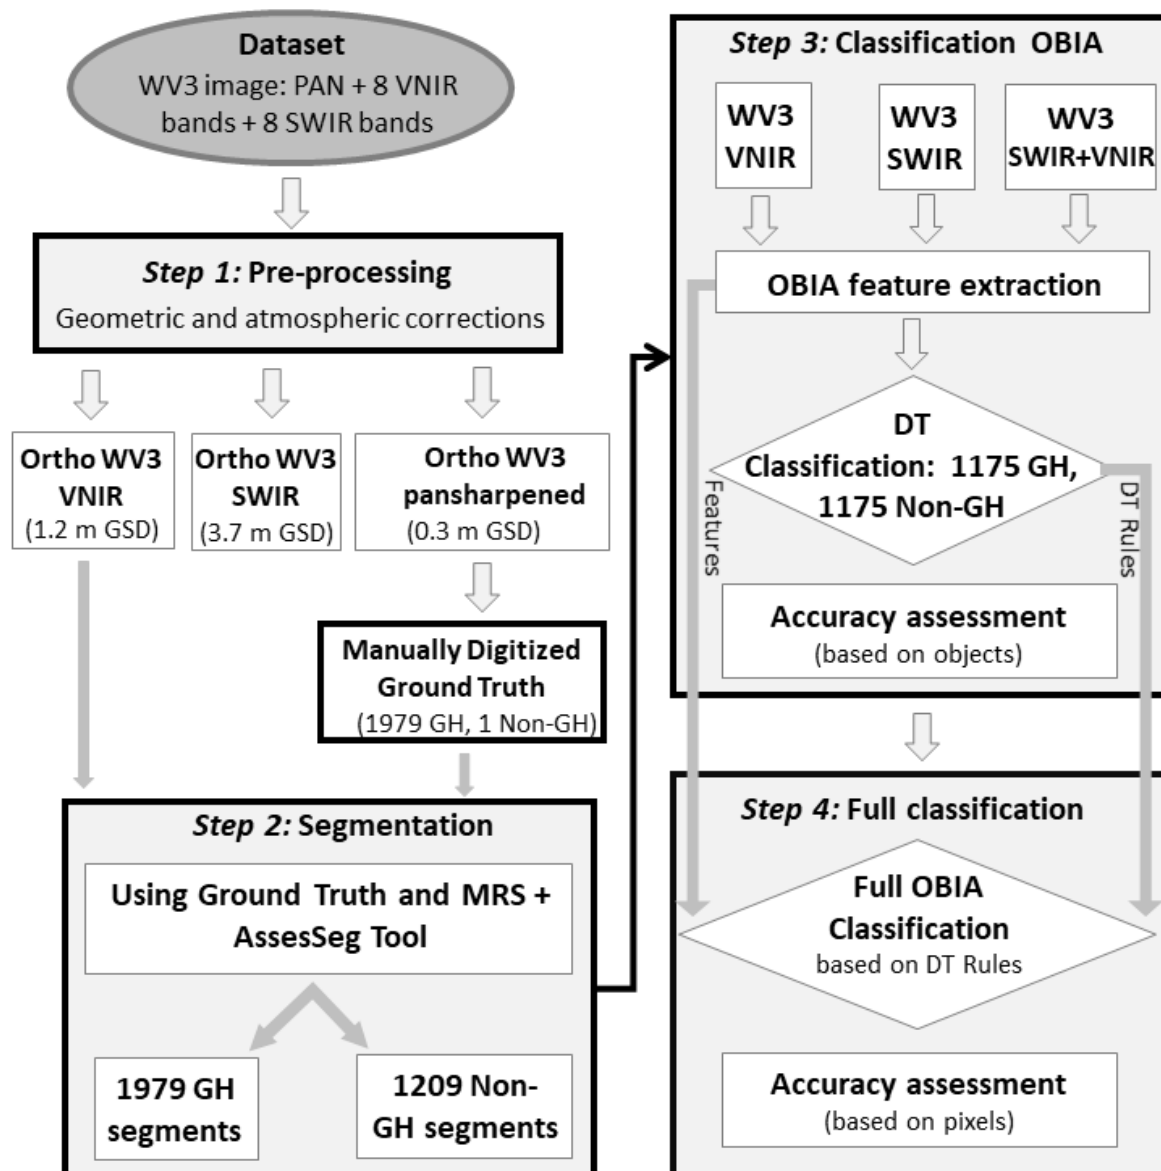 Dataset
WV3 image: PAN + 8 VNIR
bands + 8 SWIR bands
Step 1: Pre-processing
Geometric and atmospheric corrections
Ortho WV3
VNIR
(1.2 m GSD)
Ortho WV3
SWIR
(3.7 m GSD)
Ortho WV3
pansharpened
(0.3 m GSD)
Manually Digitized
Ground Truth
(1979 GH, 1 Non-GH)
Step 2: Segmentation
Using Ground Truth and MRS +
AssesSeg Tool
1979 GH
segments
1209 Non-
GH segments
Step 3: Classification OBIA
WV3
VNIR
WV3
SWIR
WV3
SWIR+VNIR
OBIA feature extraction
DT
Classification: 1175 GH,
1175 Non-GH
Features
DT Rules
Accuracy assessment
(based on objects)
Step 4: Full classification
Full OBIA
Classification
based on DT Rules
Accuracy assessment
(based on pixels)